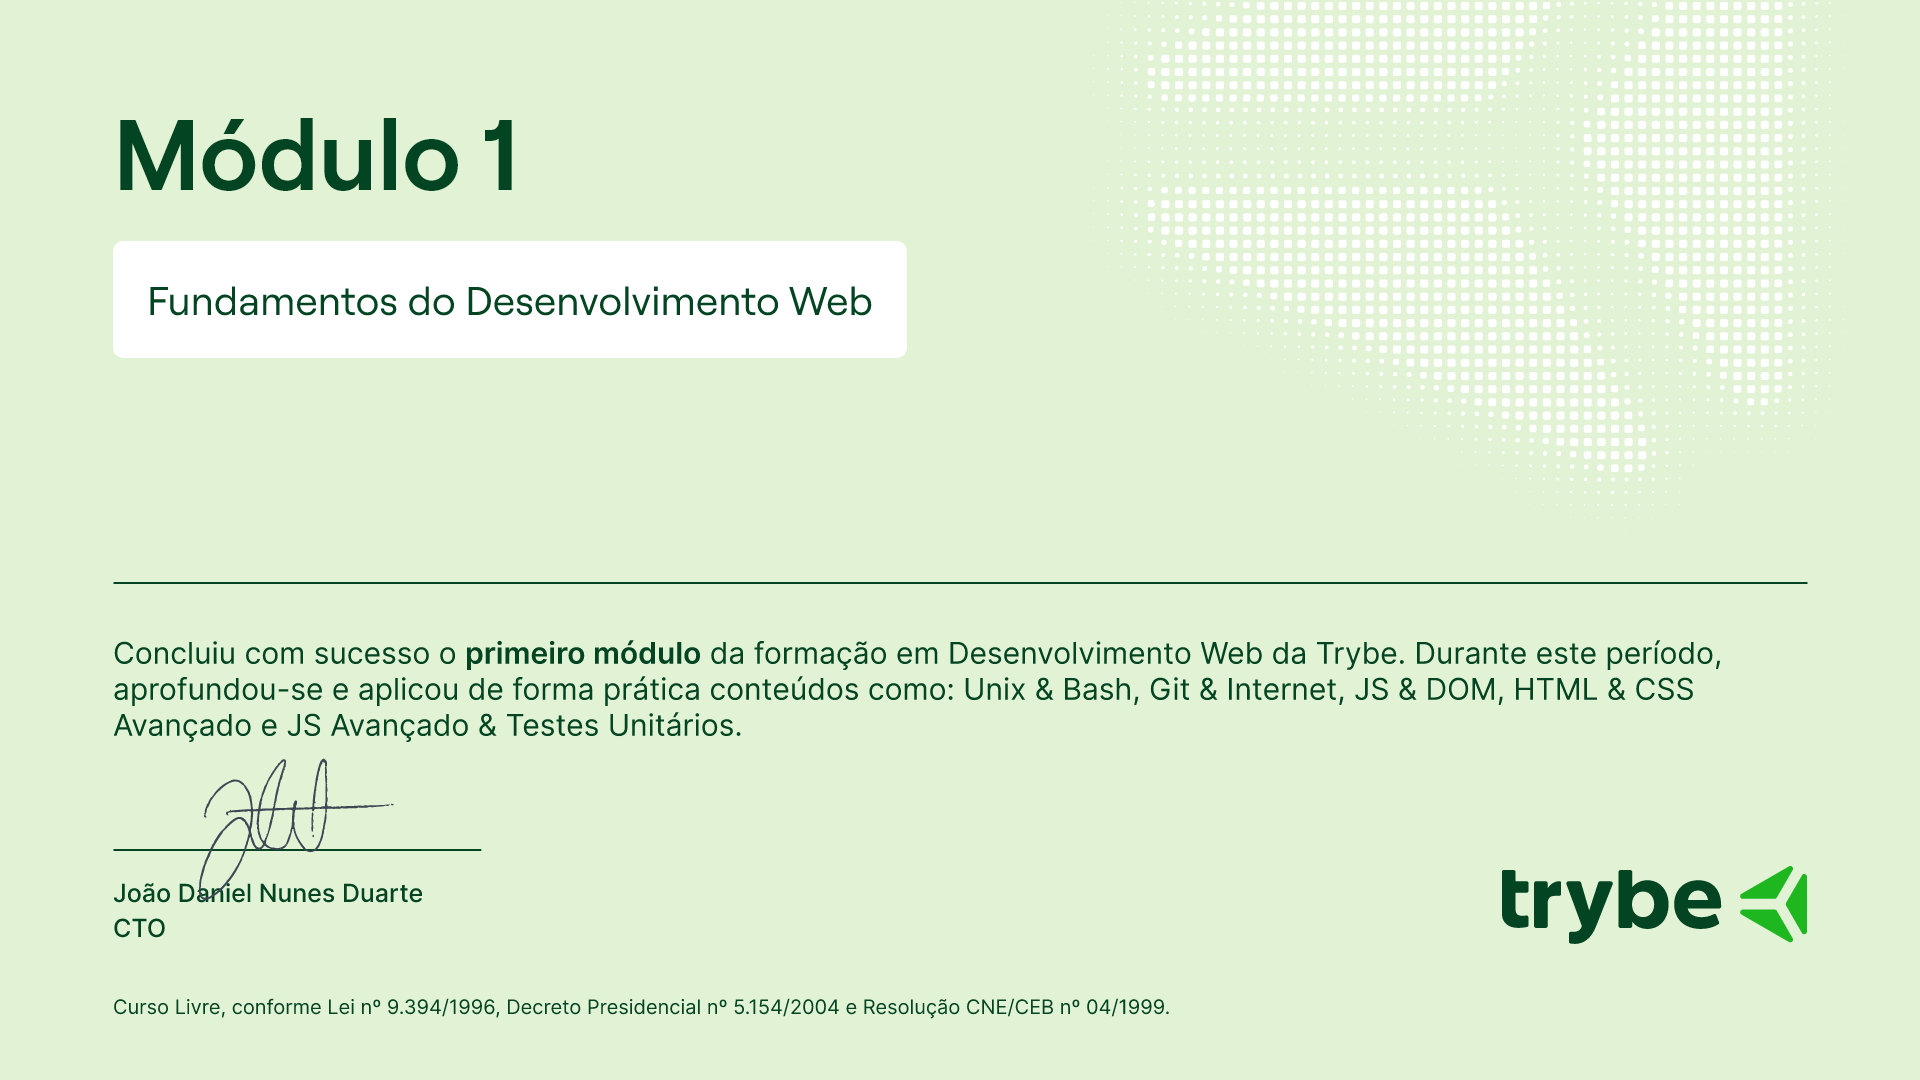 Módulo 1
Fundamentos do Desenvolvimento Web
Concluiu com sucesso o primeiro módulo da formação em Desenvolvimento Web da Trybe. Durante este período,
aprofundou-se e aplicou de forma prática conteúdos como: Unix & Bash, Git & Internet, JS & DOM, HTML & CSS
Avançado e JS Avançado & Testes Unitários.
João Daniel Nunes Duarte
CTO
trybe
Curso Livre, conforme Lei nº 9.394/1996, Decreto Presidencial nº 5.154/2004 e Resolução CNE/CEB nº 04/1999.